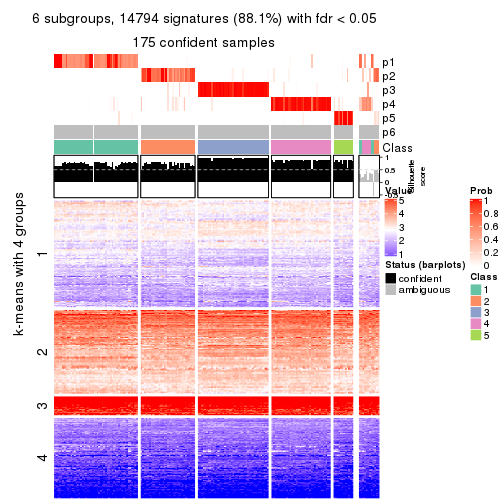 6 subgroups, 14794 signatures (88.1%) with fdr < 0.05
175 confident samples
p1
p2
p3
p4
p5
p6
Class
1
0.5
0
-0.5
Silhouette
score
k-means with 4 groups
1
2
3
4
Value
5
4
3
2
1
Status (barplots)
confident
ambiguous
Prob
1
0.8
0.6
0.4
0.2
0
Class
1
2
3
4
5